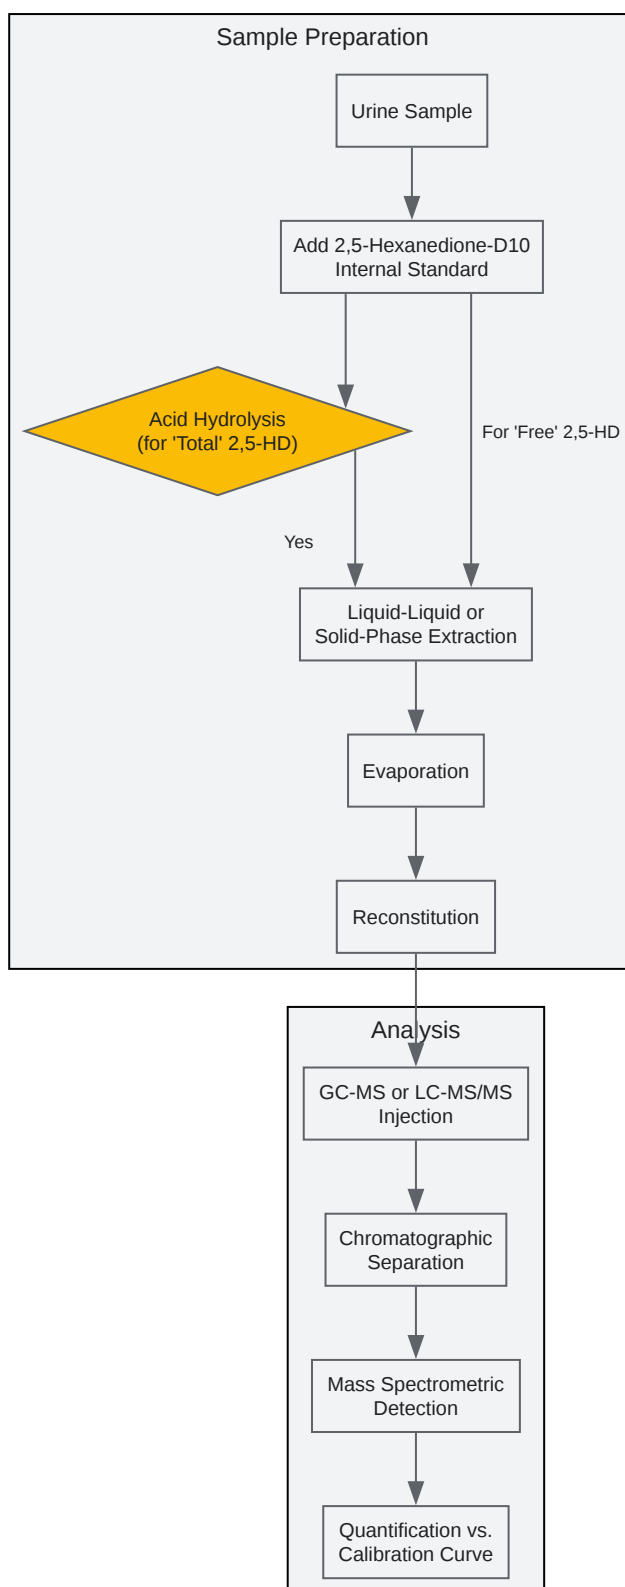 Sample Preparation
Urine Sample
Add 2,5-Hexanedione-D10
Internal Standard
Acid Hydrolysis
(for 'Total' 2,5-HD)
For 'Free' 2,5-HD
Yes
Liquid-Liquid or
Solid-Phase Extraction
Evaporation
Reconstitution
Analysis
GC-MS or LC-MS/MS
Injection
Chromatographic
Separation
Mass Spectrometric
Detection
Quantification vs.
Calibration Curve